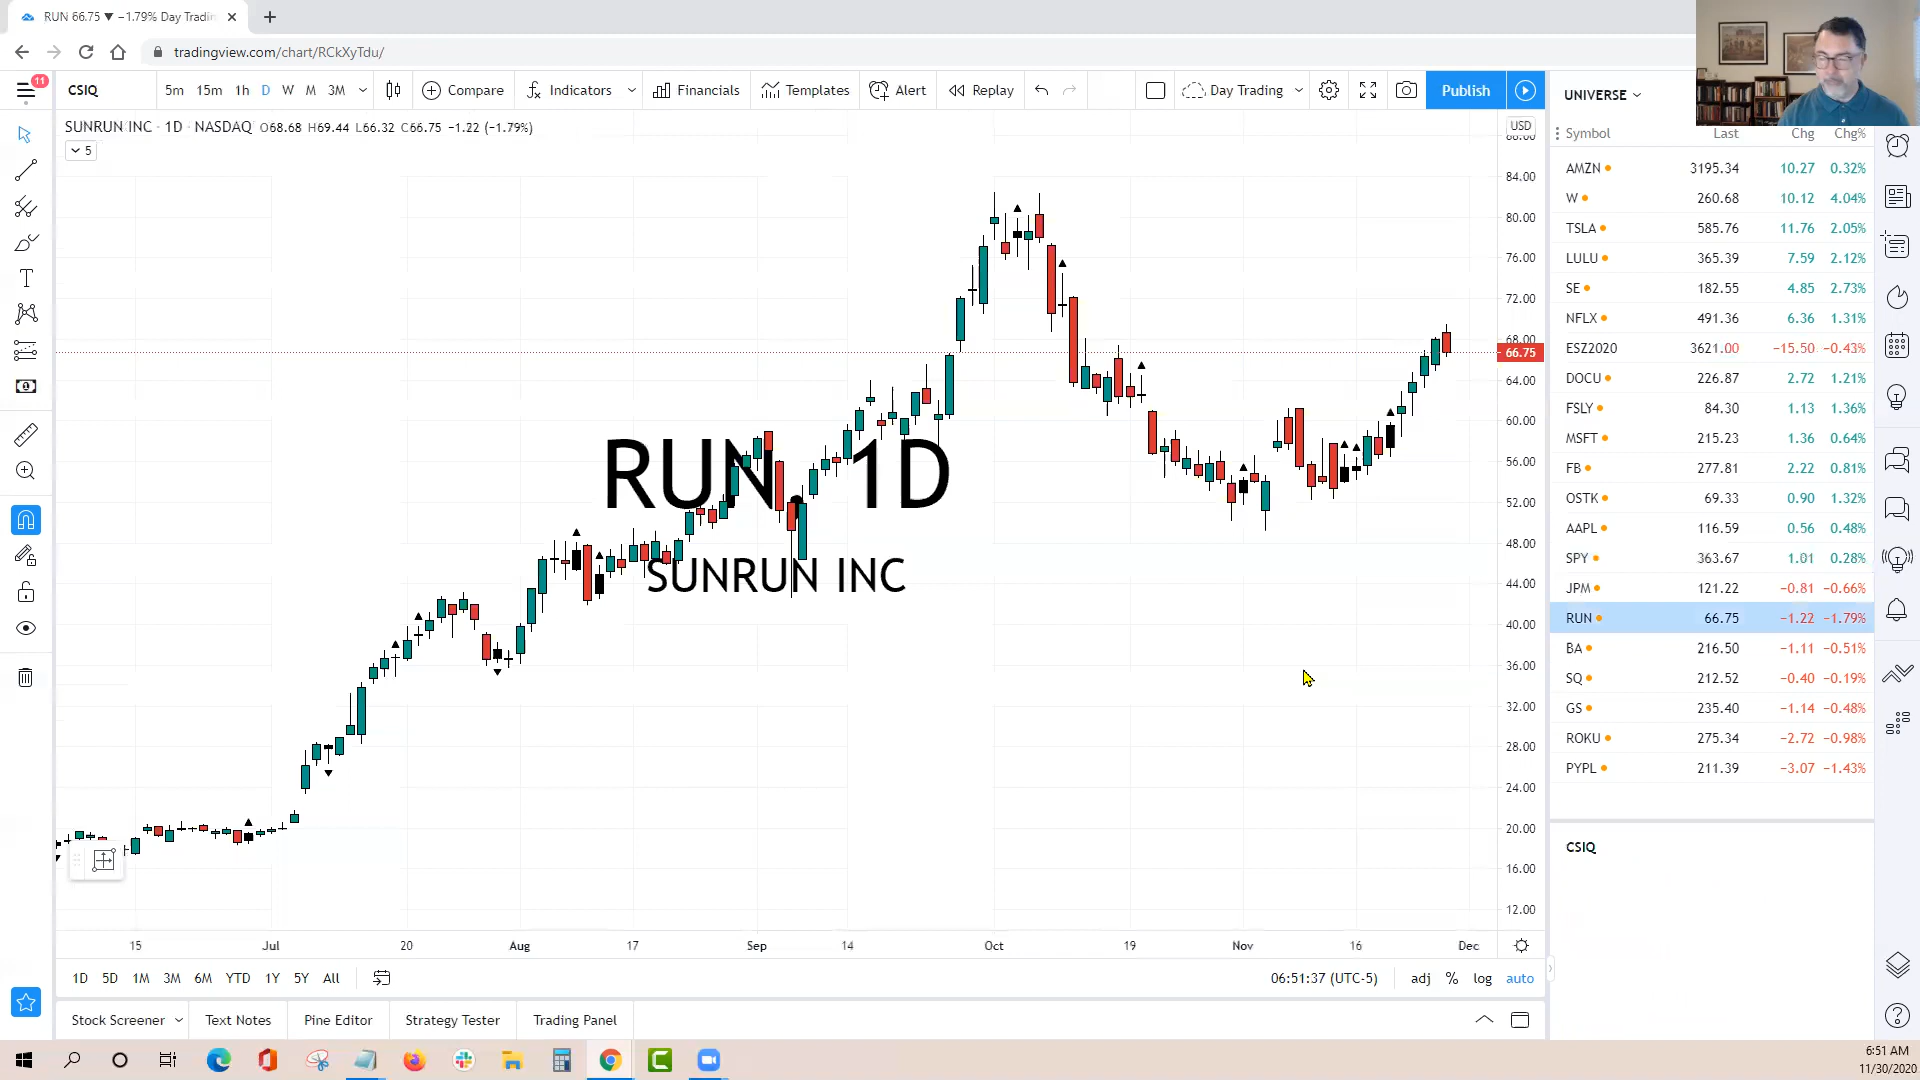 RUN 66.75 ▼ −1.79% Day Tradin
tradingview.com/chart/RCkXyTdu/
11
CSIQ 5m 15m 1h D W M 3M Compare Indicators Financials Templates Alert Replay Day Trading Publish
SUNRUN INC · 1D · NASDAQ O68.68 H69.44 L66.32 C66.75 −1.22 (−1.79%)
5
USD
84.00
80.00
76.00
72.00
68.00
66.75
64.00
60.00
56.00
52.00
48.00
44.00
40.00
36.00
32.00
28.00
24.00
20.00
16.00
12.00
RUN, 1D
SUNRUN INC
15 Jul 20 Aug 17 Sep 14 Oct 19 Nov 16 Dec
1D 5D 1M 3M 6M YTD 1Y 5Y All 06:51:37 (UTC-5) adj % log auto
Stock Screener Text Notes Pine Editor Strategy Tester Trading Panel
UNIVERSE
Symbol Last Chg Chg%
AMZN 3195.34 10.27 0.32%
W 260.68 10.12 4.04%
TSLA 585.76 11.76 2.05%
LULU 365.39 7.59 2.12%
SE 182.55 4.85 2.73%
NFLX 491.36 6.36 1.31%
ESZ2020 3621.00 −15.50 −0.43%
DOCU 226.87 2.72 1.21%
FSLY 84.30 1.13 1.36%
MSFT 215.23 1.36 0.64%
FB 277.81 2.22 0.81%
OSTK 69.33 0.90 1.32%
AAPL 116.59 0.56 0.48%
SPY 363.67 1.01 0.28%
JPM 121.22 −0.81 −0.66%
RUN 66.75 −1.22 −1.79%
BA 216.50 −1.11 −0.51%
SQ 212.52 −0.40 −0.19%
GS 235.40 −1.14 −0.48%
ROKU 275.34 −2.72 −0.98%
PYPL 211.39 −3.07 −1.43%
CSIQ
6:51 AM
11/30/2020